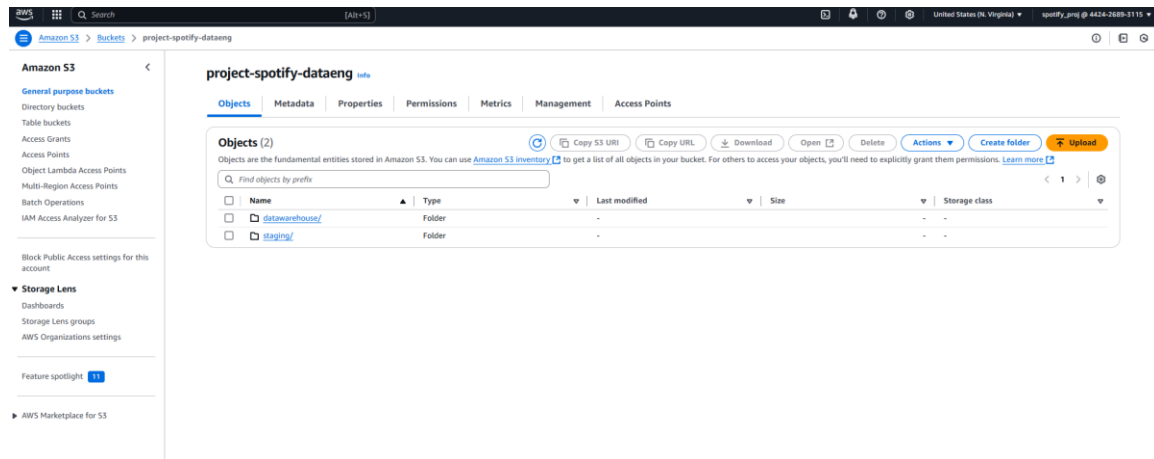 aws Search [Alt+S] United States (N. Virginia) spotify_proj @ 4424-2689-3115
Amazon S3 > Buckets > project-spotify-dataeng
Amazon S3
General purpose buckets
Directory buckets
Table buckets
Access Grants
Access Points
Object Lambda Access Points
Multi-Region Access Points
Batch Operations
IAM Access Analyzer for S3
Block Public Access settings for this
account
Storage Lens
Dashboards
Storage Lens groups
AWS Organizations settings
Feature spotlight 11
AWS Marketplace for S3
project-spotify-dataeng Info
Objects Metadata Properties Permissions Metrics Management Access Points
Objects (2) Copy S3 URI Copy URL Download Open Delete Actions Create folder Upload
Objects are the fundamental entities stored in Amazon S3. You can use Amazon S3 inventory to get a list of all objects in your bucket. For others to access your objects, you'll need to explicitly grant them permissions. Learn more
Find objects by prefix < 1 >
Name Type Last modified Size Storage class
datawarehouse/ Folder - - -
staging/ Folder - - -